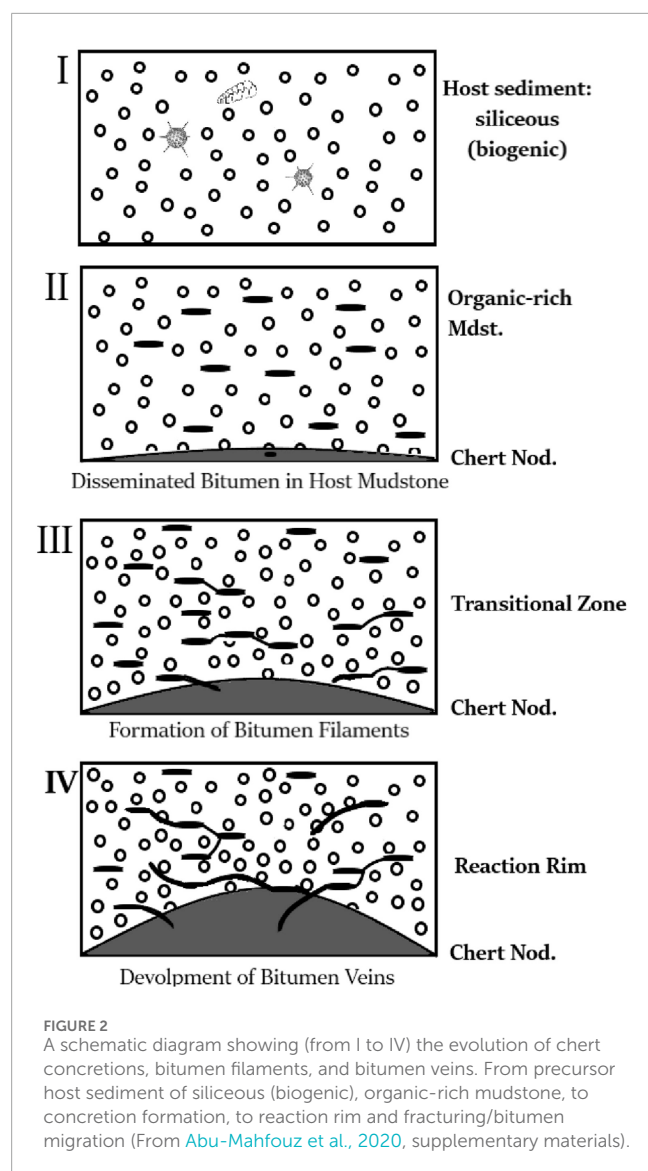 I
Host sediment:
siliceous
(biogenic)
II
Organic-rich
Mdst.
Chert Nod.
Disseminated Bitumen in Host Mudstone
III
Transitional Zone
Chert Nod.
Formation of Bitumen Filaments
IV
Reaction Rim
Chert Nod.
Devolpment of Bitumen Veins
FIGURE 2
A schematic diagram showing (from I to IV) the evolution of chert
concretions, bitumen filaments, and bitumen veins. From precursor
host sediment of siliceous (biogenic), organic-rich mudstone, to
concretion formation, to reaction rim and fracturing/bitumen
migration (From Abu-Mahfouz et al., 2020, supplementary materials).